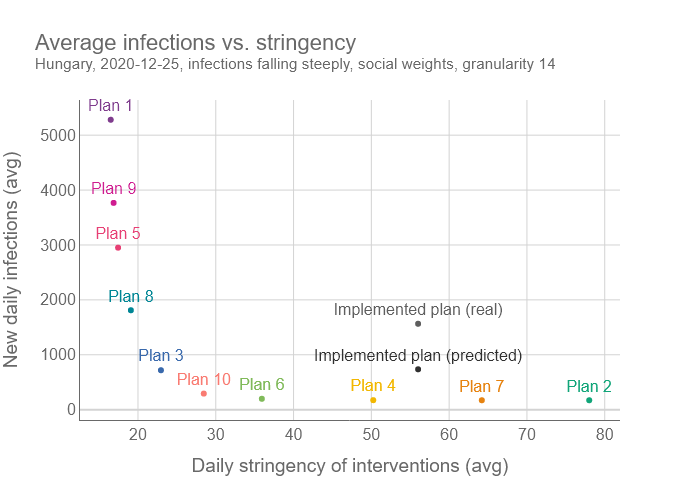 Average infections vs. stringency
Hungary, 2020-12-25, infections falling steeply, social weights, granularity 14
New daily infections (avg)
5000
4000
3000
2000
1000
0
Plan 1
Plan 9
Plan 5
Plan 8
Implemented plan (real)
Plan 3
Implemented plan (predicted)
Plan 10
Plan 6
Plan 4
Plan 7
Plan 2
20 30 40 50 60 70 80
Daily stringency of interventions (avg)